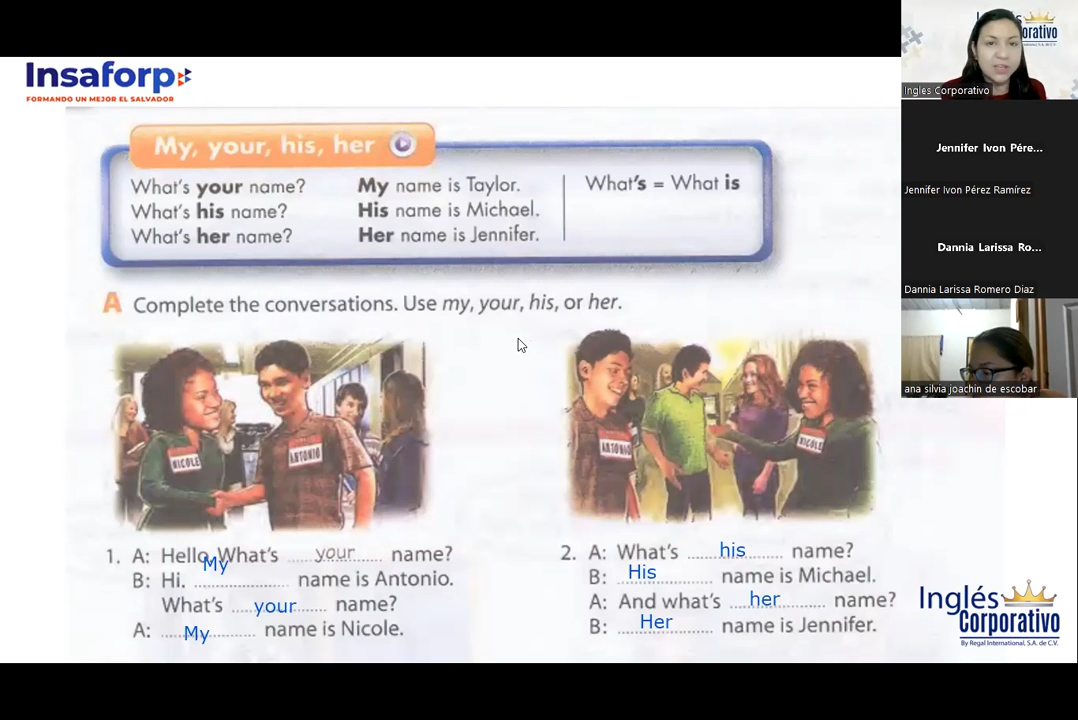 Insaforp
FORMANDO UN MEJOR EL SALVADOR
My, your, his, her
What's your name?
My name is Taylor.
What's = What is
What's his name?
His name is Michael.
What's her name?
Her name is Jennifer.
A Complete the conversations. Use my, your, his, or her.
NICOLE
ANTONIO
ANTONIO
NICOLE
1. A: Hello. What's your name?
B: Hi. My name is Antonio.
What's your name?
A: My name is Nicole.
2. A: What's his name?
B: His name is Michael.
A: And what's her name?
B: Her name is Jennifer.
Inglés
Corporativo
By Regal International, S.A. de C.V.
Ingles Corporativo
Jennifer Ivon Pére...
Jennifer Ivon Pérez Ramírez
Dannia Larissa Ro...
Dannia Larissa Romero Diaz
ana silvia joachin de escobar